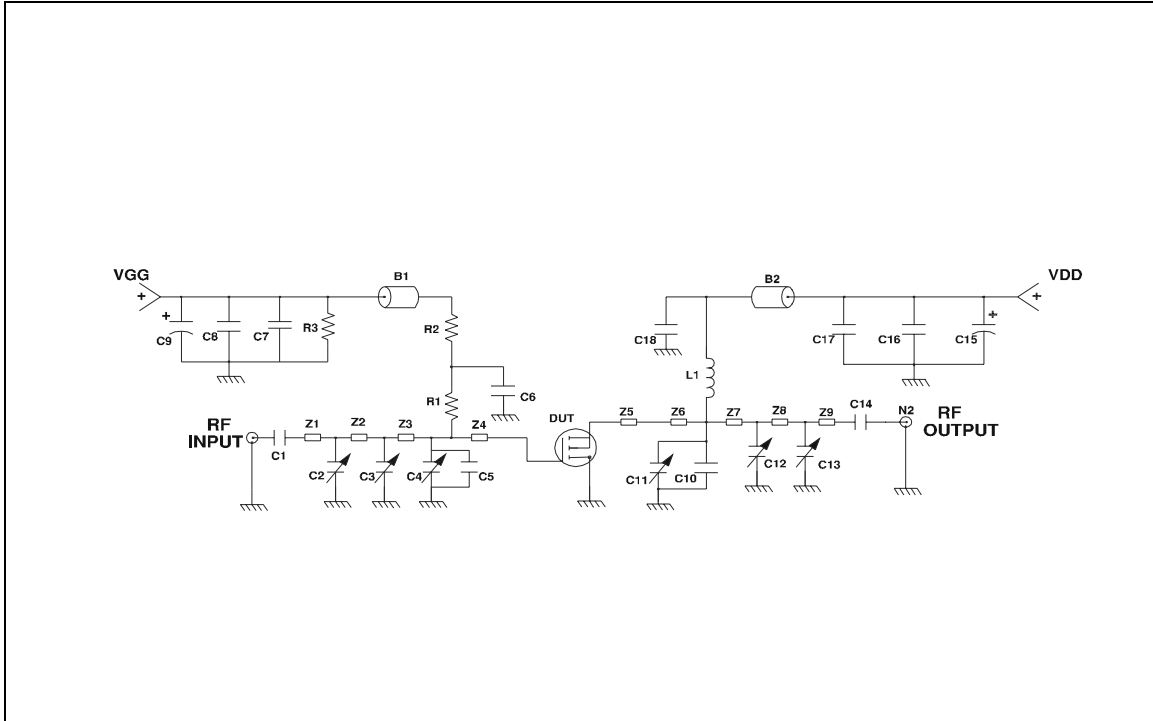 VGG
+
B1
B2
VDD
+
+
C9
C8
C7
R3
R2
C18
C17
C16
C15
+
L1
C6
R1
DUT
RF
INPUT
C1
Z1
Z2
Z3
Z4
Z5
Z6
Z7
Z8
Z9
C14
N2
RF
OUTPUT
C2
C3
C4
C5
C11
C10
C12
C13